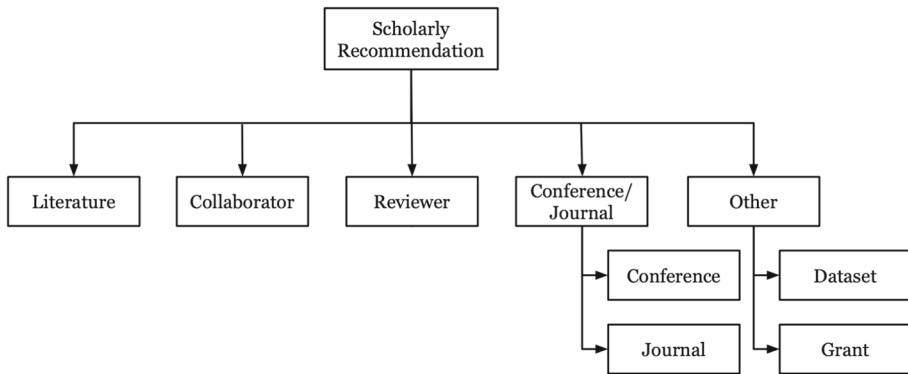 Scholarly
Recommendation
Literature
Collaborator
Reviewer
Conference/
Journal
Other
Conference
Dataset
Journal
Grant